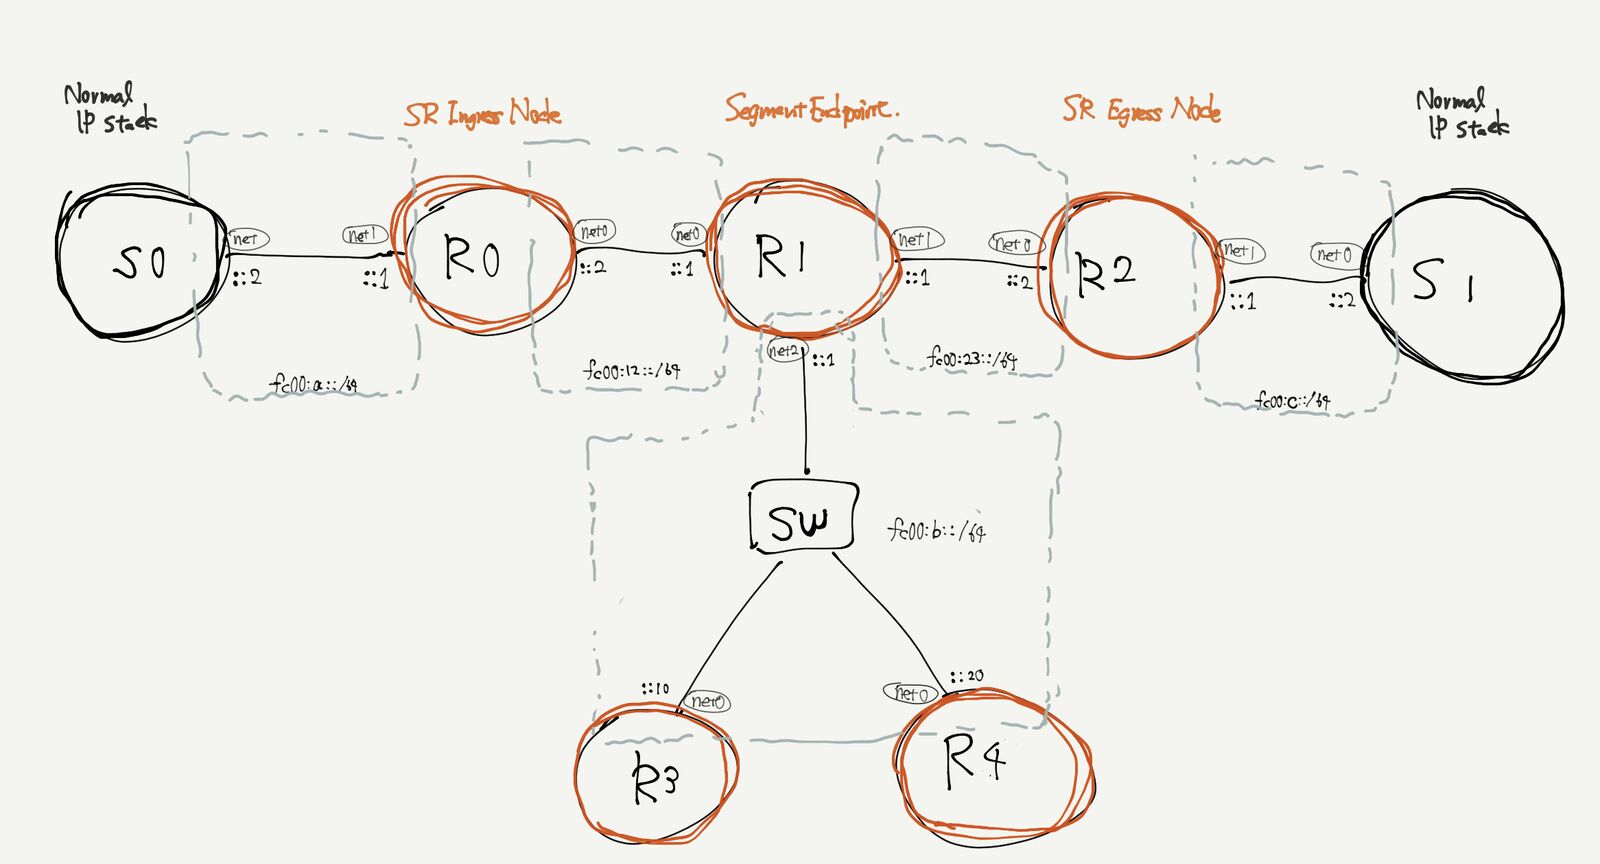 Normal
IP Stack
SR Ingress Node
Segment Endpoint.
SR Egress Node
Normal
IP Stack
S0
net
::2
net1
::1
R0
net0
::2
net0
::1
R1
net1
::1
net0
::2
R2
net1
::1
net0
::2
S1
net2
::1
fc00:a::/64
fc00:12::/64
fc00:23::/64
fc00:c::/64
SW
fc00:b::/64
::10
net0
net0
::20
R3
R4